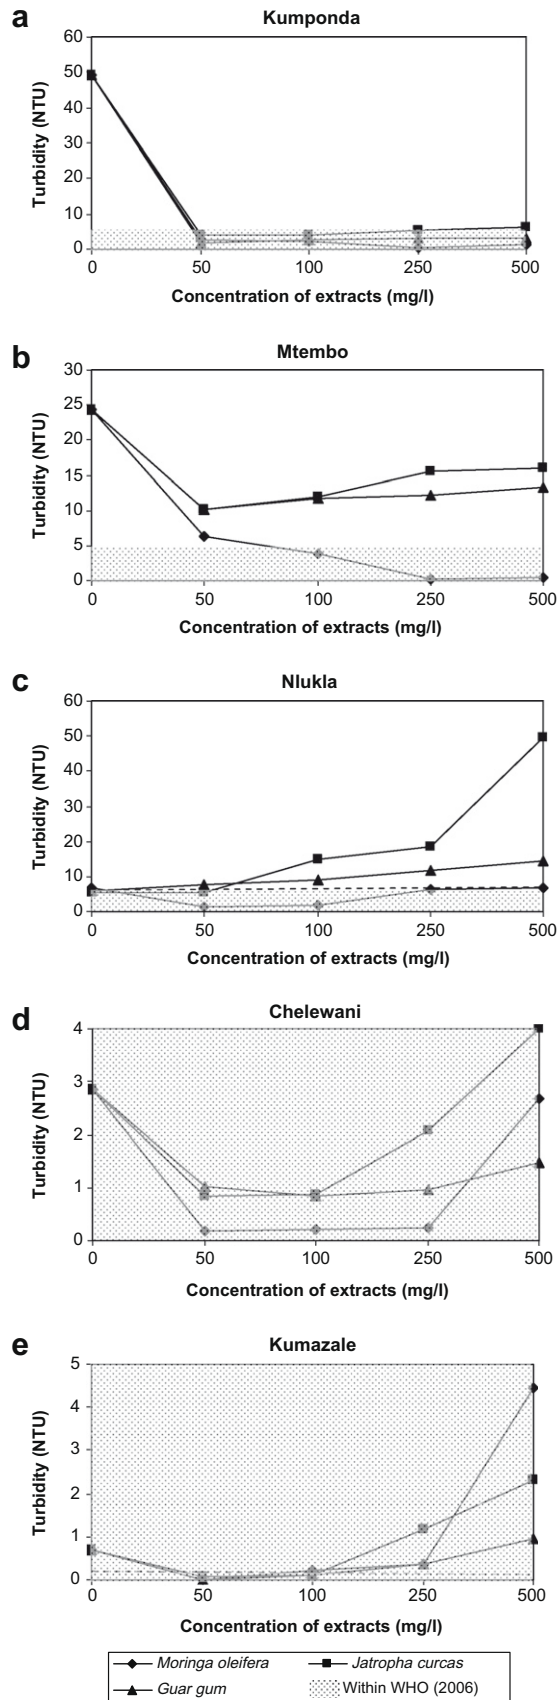 a
Kumponda
60
50
40
30
20
10
0
Turbidity (NTU)
0 50 100 250 500
Concentration of extracts (mg/l)
b
Mtembo
30
25
20
15
10
5
0
Turbidity (NTU)
0 50 100 250 500
Concentration of extracts (mg/l)
c
Nlukla
60
50
40
30
20
10
0
Turbidity (NTU)
0 50 100 250 500
Concentration of extracts (mg/l)
d
Chelewani
4
3
2
1
0
Turbidity (NTU)
0 50 100 250 500
Concentration of extracts (mg/l)
e
Kumazale
5
4
3
2
1
0
Turbidity (NTU)
0 50 100 250 500
Concentration of extracts (mg/l)
Moringa oleifera Jatropha curcas
Guar gum Within WHO (2006)